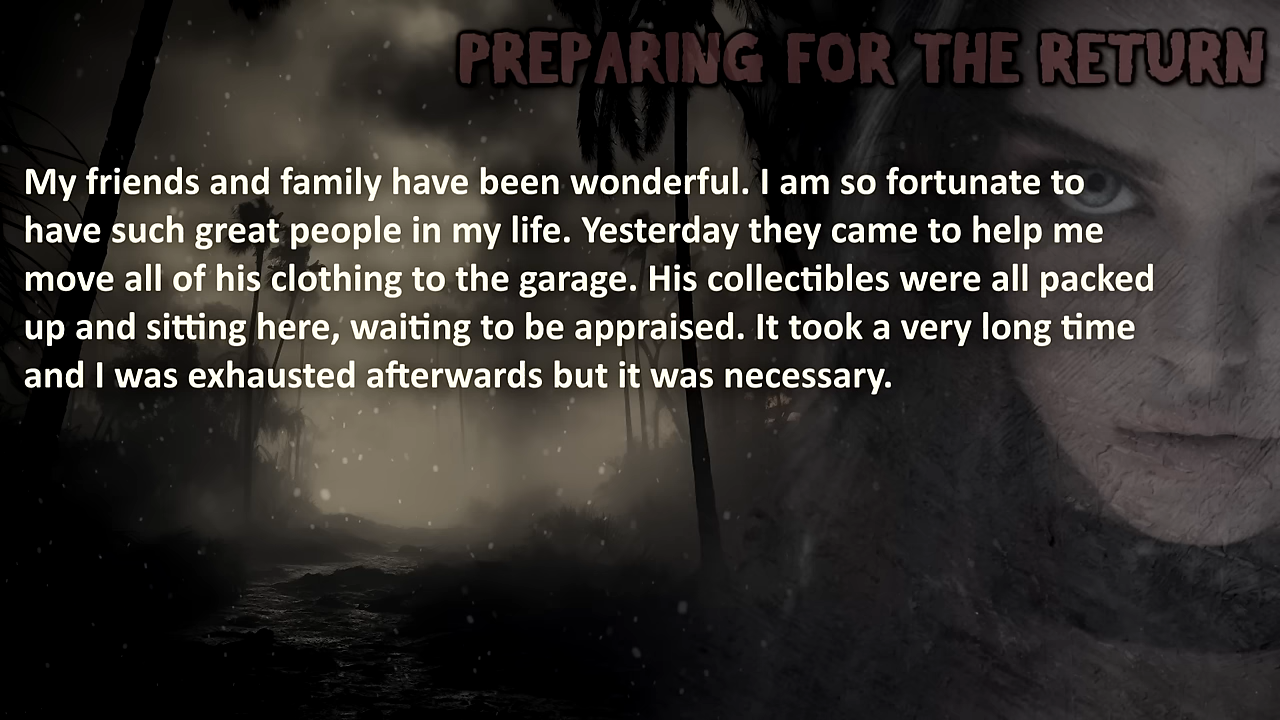 PREPARING FOR THE RETURN
My friends and family have been wonderful. I am so fortunate to
have such great people in my life. Yesterday they came to help me
move all of his clothing to the garage. His collectibles were all packed
up and sitting here, waiting to be appraised. It took a very long time
and I was exhausted afterwards but it was necessary.